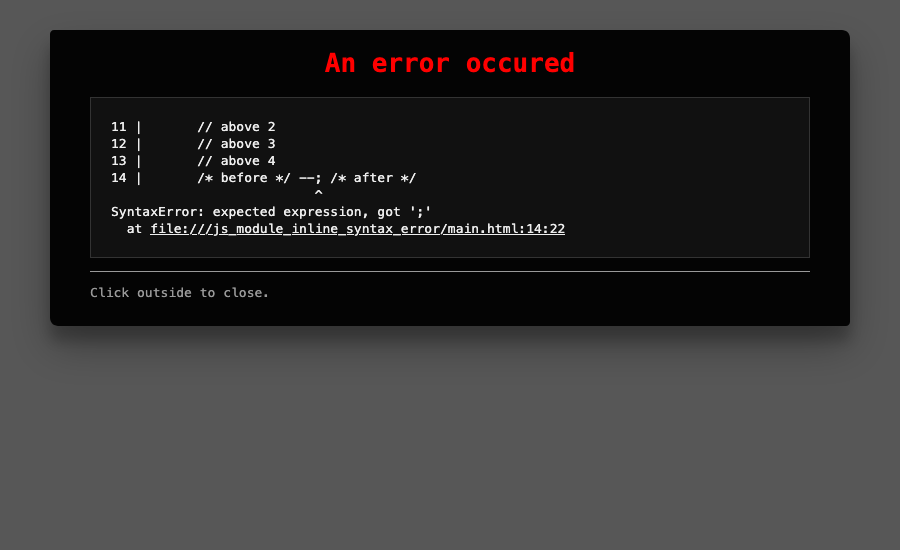 An error occured
11 |       // above 2
12 |       // above 3
13 |       // above 4
14 |       /* before */ --; /* after */
                          ^
SyntaxError: expected expression, got ';'
  at file:///js_module_inline_syntax_error/main.html:14:22
Click outside to close.